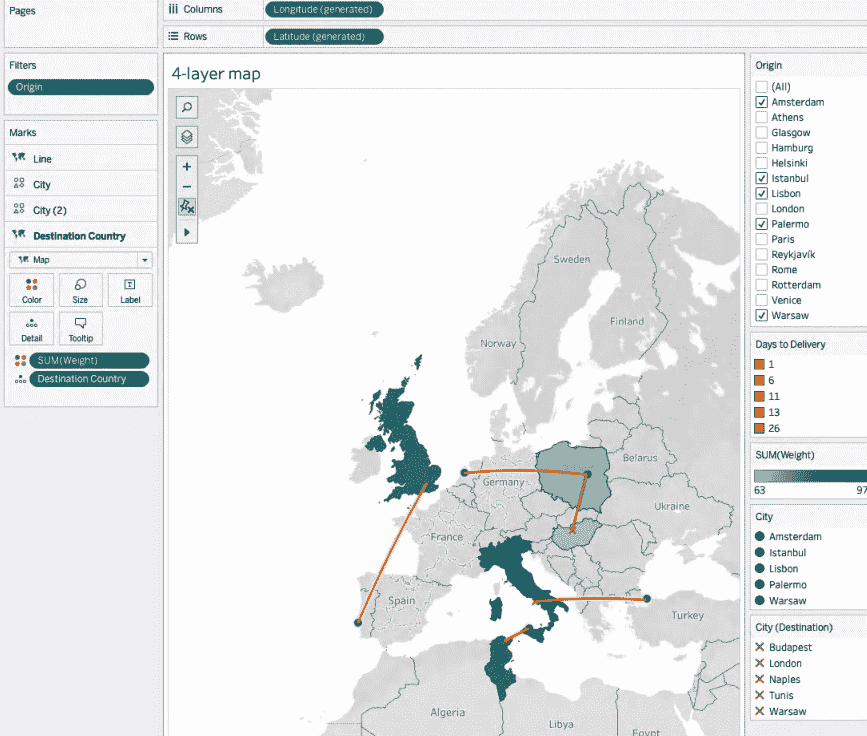 Pages
Columns
Longitude (generated)
Rows
Latitude (generated)
Filters
Origin
Marks
Line
City
City (2)
Destination Country
Map
Color
Size
Label
Detail
Tooltip
SUM(Weight)
Destination Country
4-layer map
Sweden
Finland
Norway
Belarus
Germany
Ukraine
France
Spain
Turkey
Algeria
Libya
Egypt
Origin
(All)
Amsterdam
Athens
Glasgow
Hamburg
Helsinki
Istanbul
Lisbon
London
Palermo
Paris
Reykjavík
Rome
Rotterdam
Venice
Warsaw
Days to Delivery
1
6
11
13
26
SUM(Weight)
63 97
City
Amsterdam
Istanbul
Lisbon
Palermo
Warsaw
City (Destination)
Budapest
London
Naples
Tunis
Warsaw